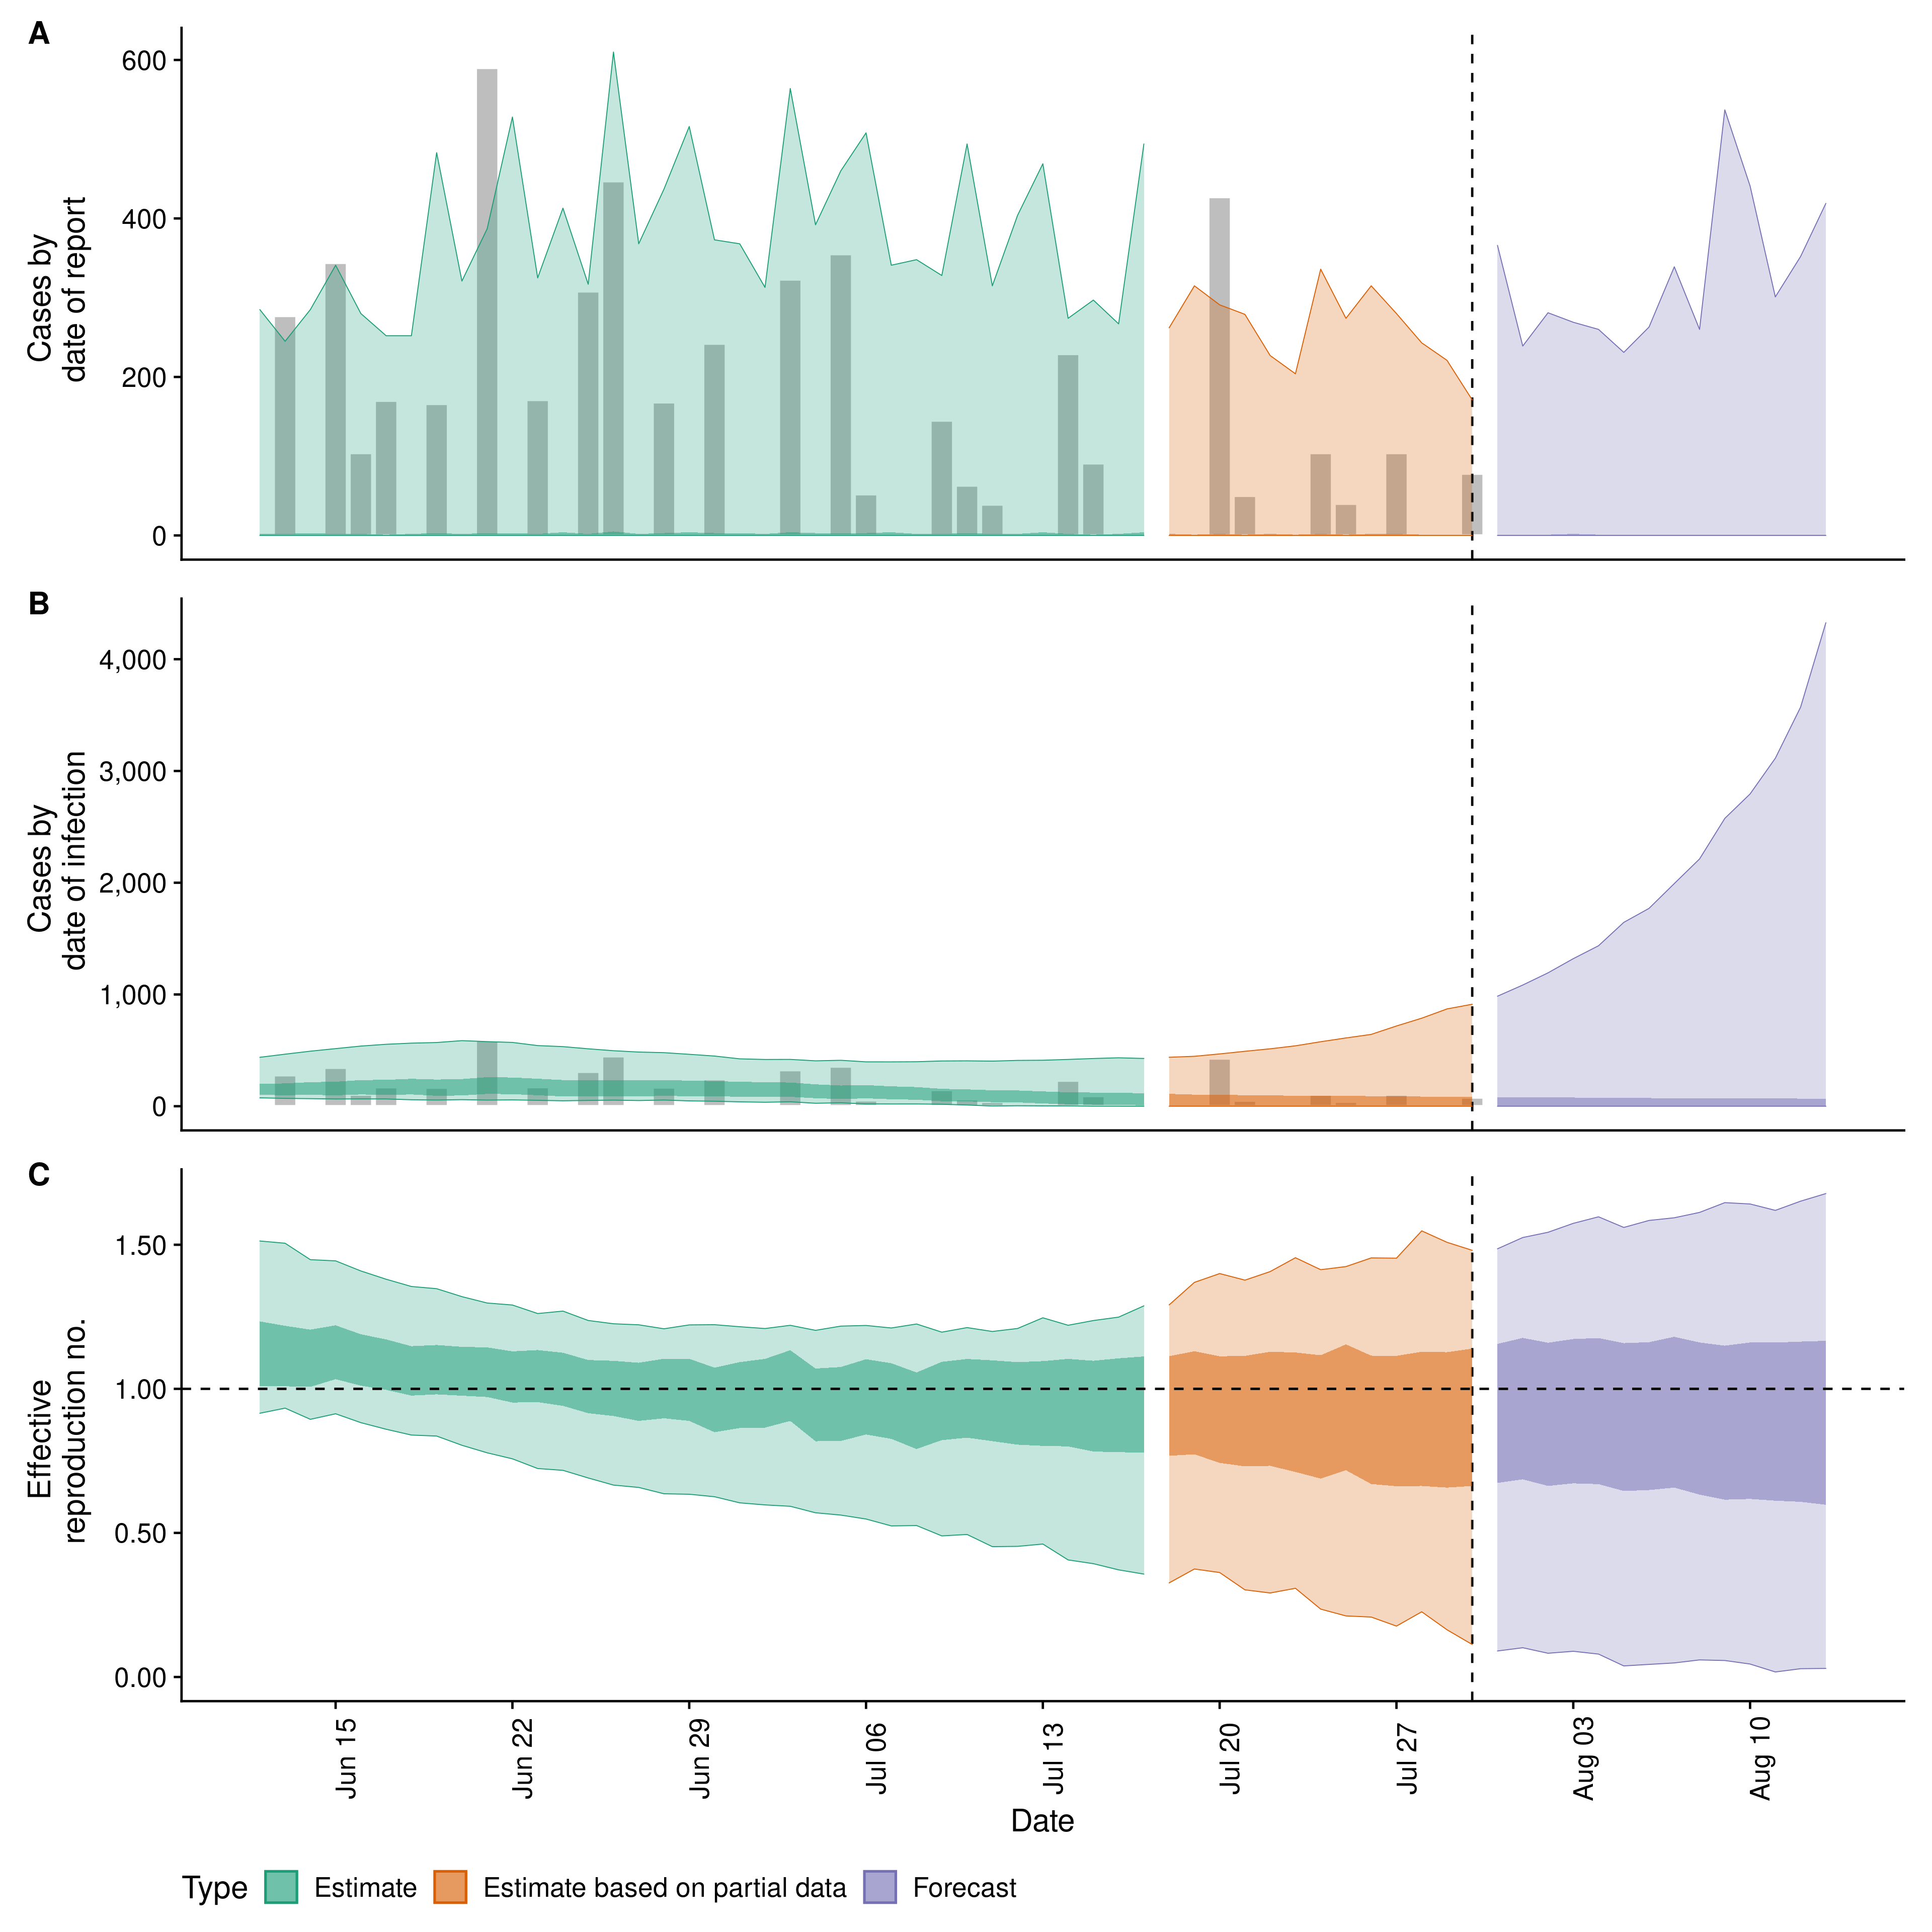 A
Cases by
date of report
600
400
200
0
B
Cases by
date of infection
4,000
3,000
2,000
1,000
0
C
Effective
reproduction no.
1.50
1.00
0.50
0.00
Jun 15
Jun 22
Jun 29
Jul 06
Jul 13
Jul 20
Jul 27
Aug 03
Aug 10
Date
Type Estimate Estimate based on partial data Forecast